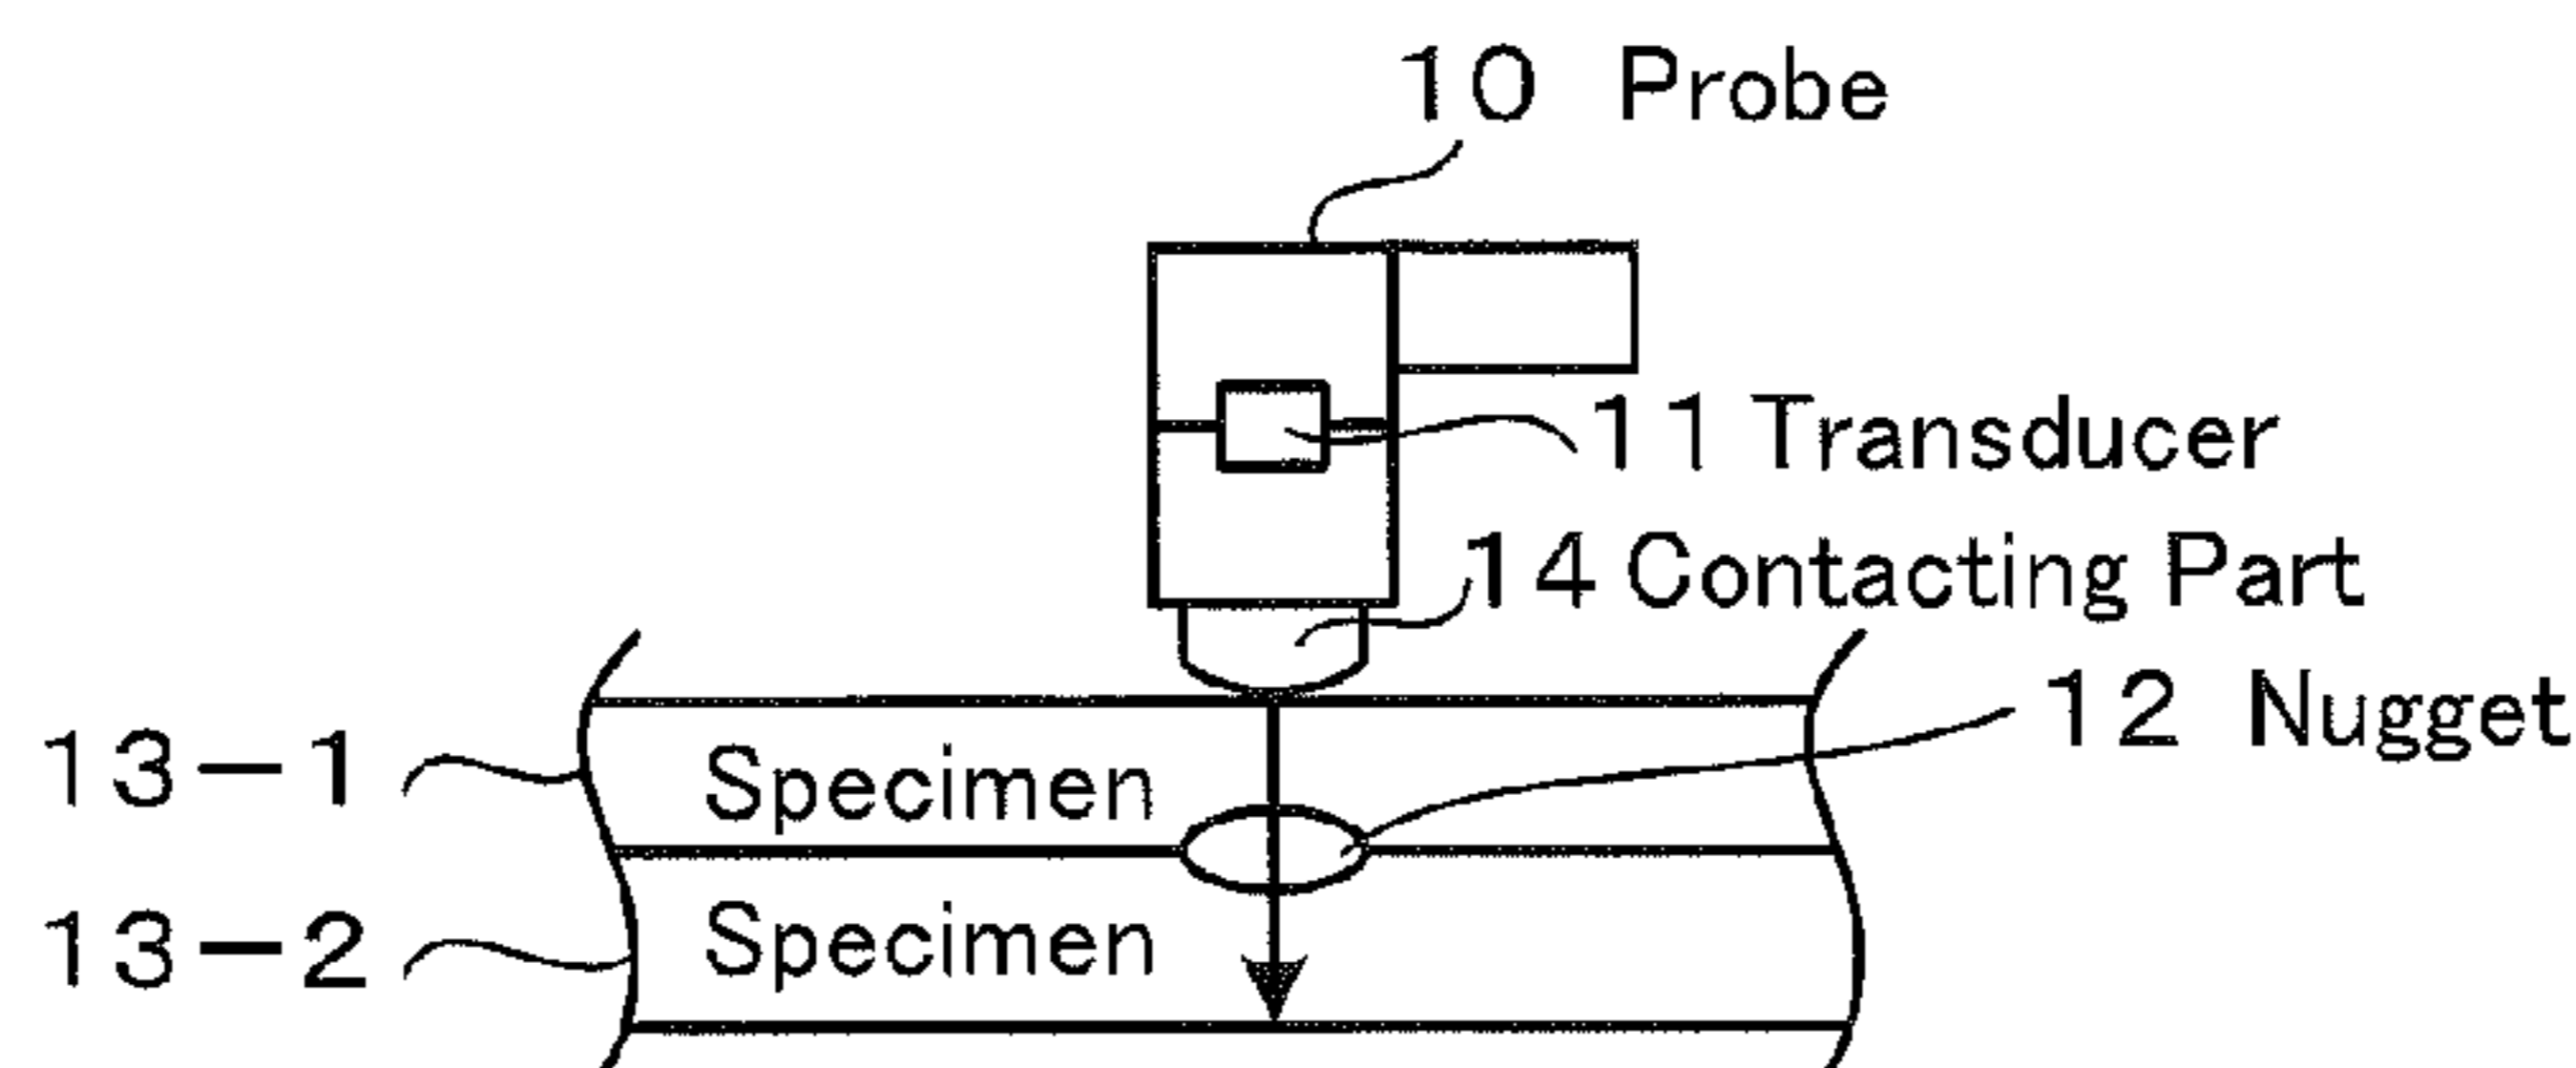 10 Probe
11 Transducer
14 Contacting Part
12 Nugget
13-1 Specimen
13-2 Specimen